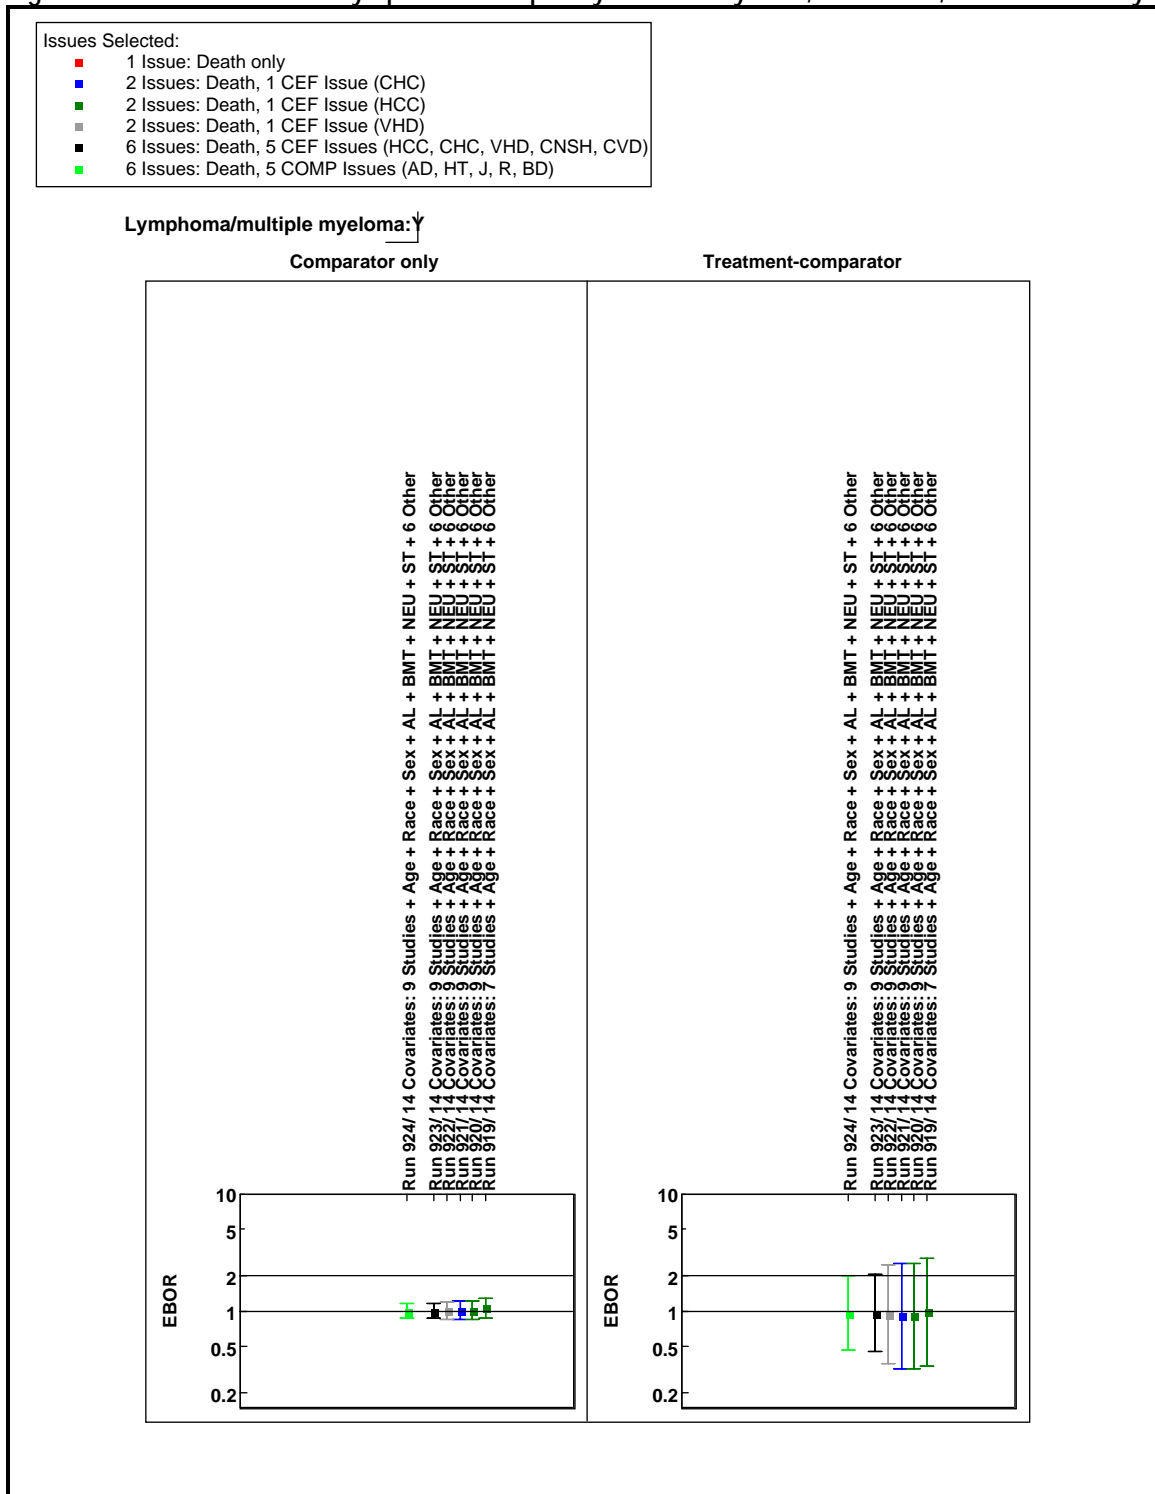 Issues Selected:
1 Issue: Death only
2 Issues: Death, 1 CEF Issue (CHC)
2 Issues: Death, 1 CEF Issue (HCC)
2 Issues: Death, 1 CEF Issue (VHD)
6 Issues: Death, 5 CEF Issues (HCC, CHC, VHD, CNSH, CVD)
6 Issues: Death, 5 COMP Issues (AD, HT, J, R, BD)
Lymphoma/multiple myeloma:Y
Comparator only
Treatment-comparator
Run 924/ 14 Covariates: 9 Studies + Age + Race + Sex + AL + BMT + NEU + ST + 6 Other
Run 923/ 14 Covariates: 9 Studies + Age + Race + Sex + AL + BMT + NEU + ST + 6 Other
Run 922/ 14 Covariates: 9 Studies + Age + Race + Sex + AL + BMT + NEU + ST + 6 Other
Run 921/ 14 Covariates: 9 Studies + Age + Race + Sex + AL + BMT + NEU + ST + 6 Other
Run 920/ 14 Covariates: 9 Studies + Age + Race + Sex + AL + BMT + NEU + ST + 6 Other
Run 919/ 14 Covariates: 7 Studies + Age + Race + Sex + AL + BMT + NEU + ST + 6 Other
10
5
2
1
0.5
0.2
EBOR
Run 924/ 14 Covariates: 9 Studies + Age + Race + Sex + AL + BMT + NEU + ST + 6 Other
Run 923/ 14 Covariates: 9 Studies + Age + Race + Sex + AL + BMT + NEU + ST + 6 Other
Run 922/ 14 Covariates: 9 Studies + Age + Race + Sex + AL + BMT + NEU + ST + 6 Other
Run 921/ 14 Covariates: 9 Studies + Age + Race + Sex + AL + BMT + NEU + ST + 6 Other
Run 920/ 14 Covariates: 9 Studies + Age + Race + Sex + AL + BMT + NEU + ST + 6 Other
Run 919/ 14 Covariates: 7 Studies + Age + Race + Sex + AL + BMT + NEU + ST + 6 Other
10
5
2
1
0.5
0.2
EBOR